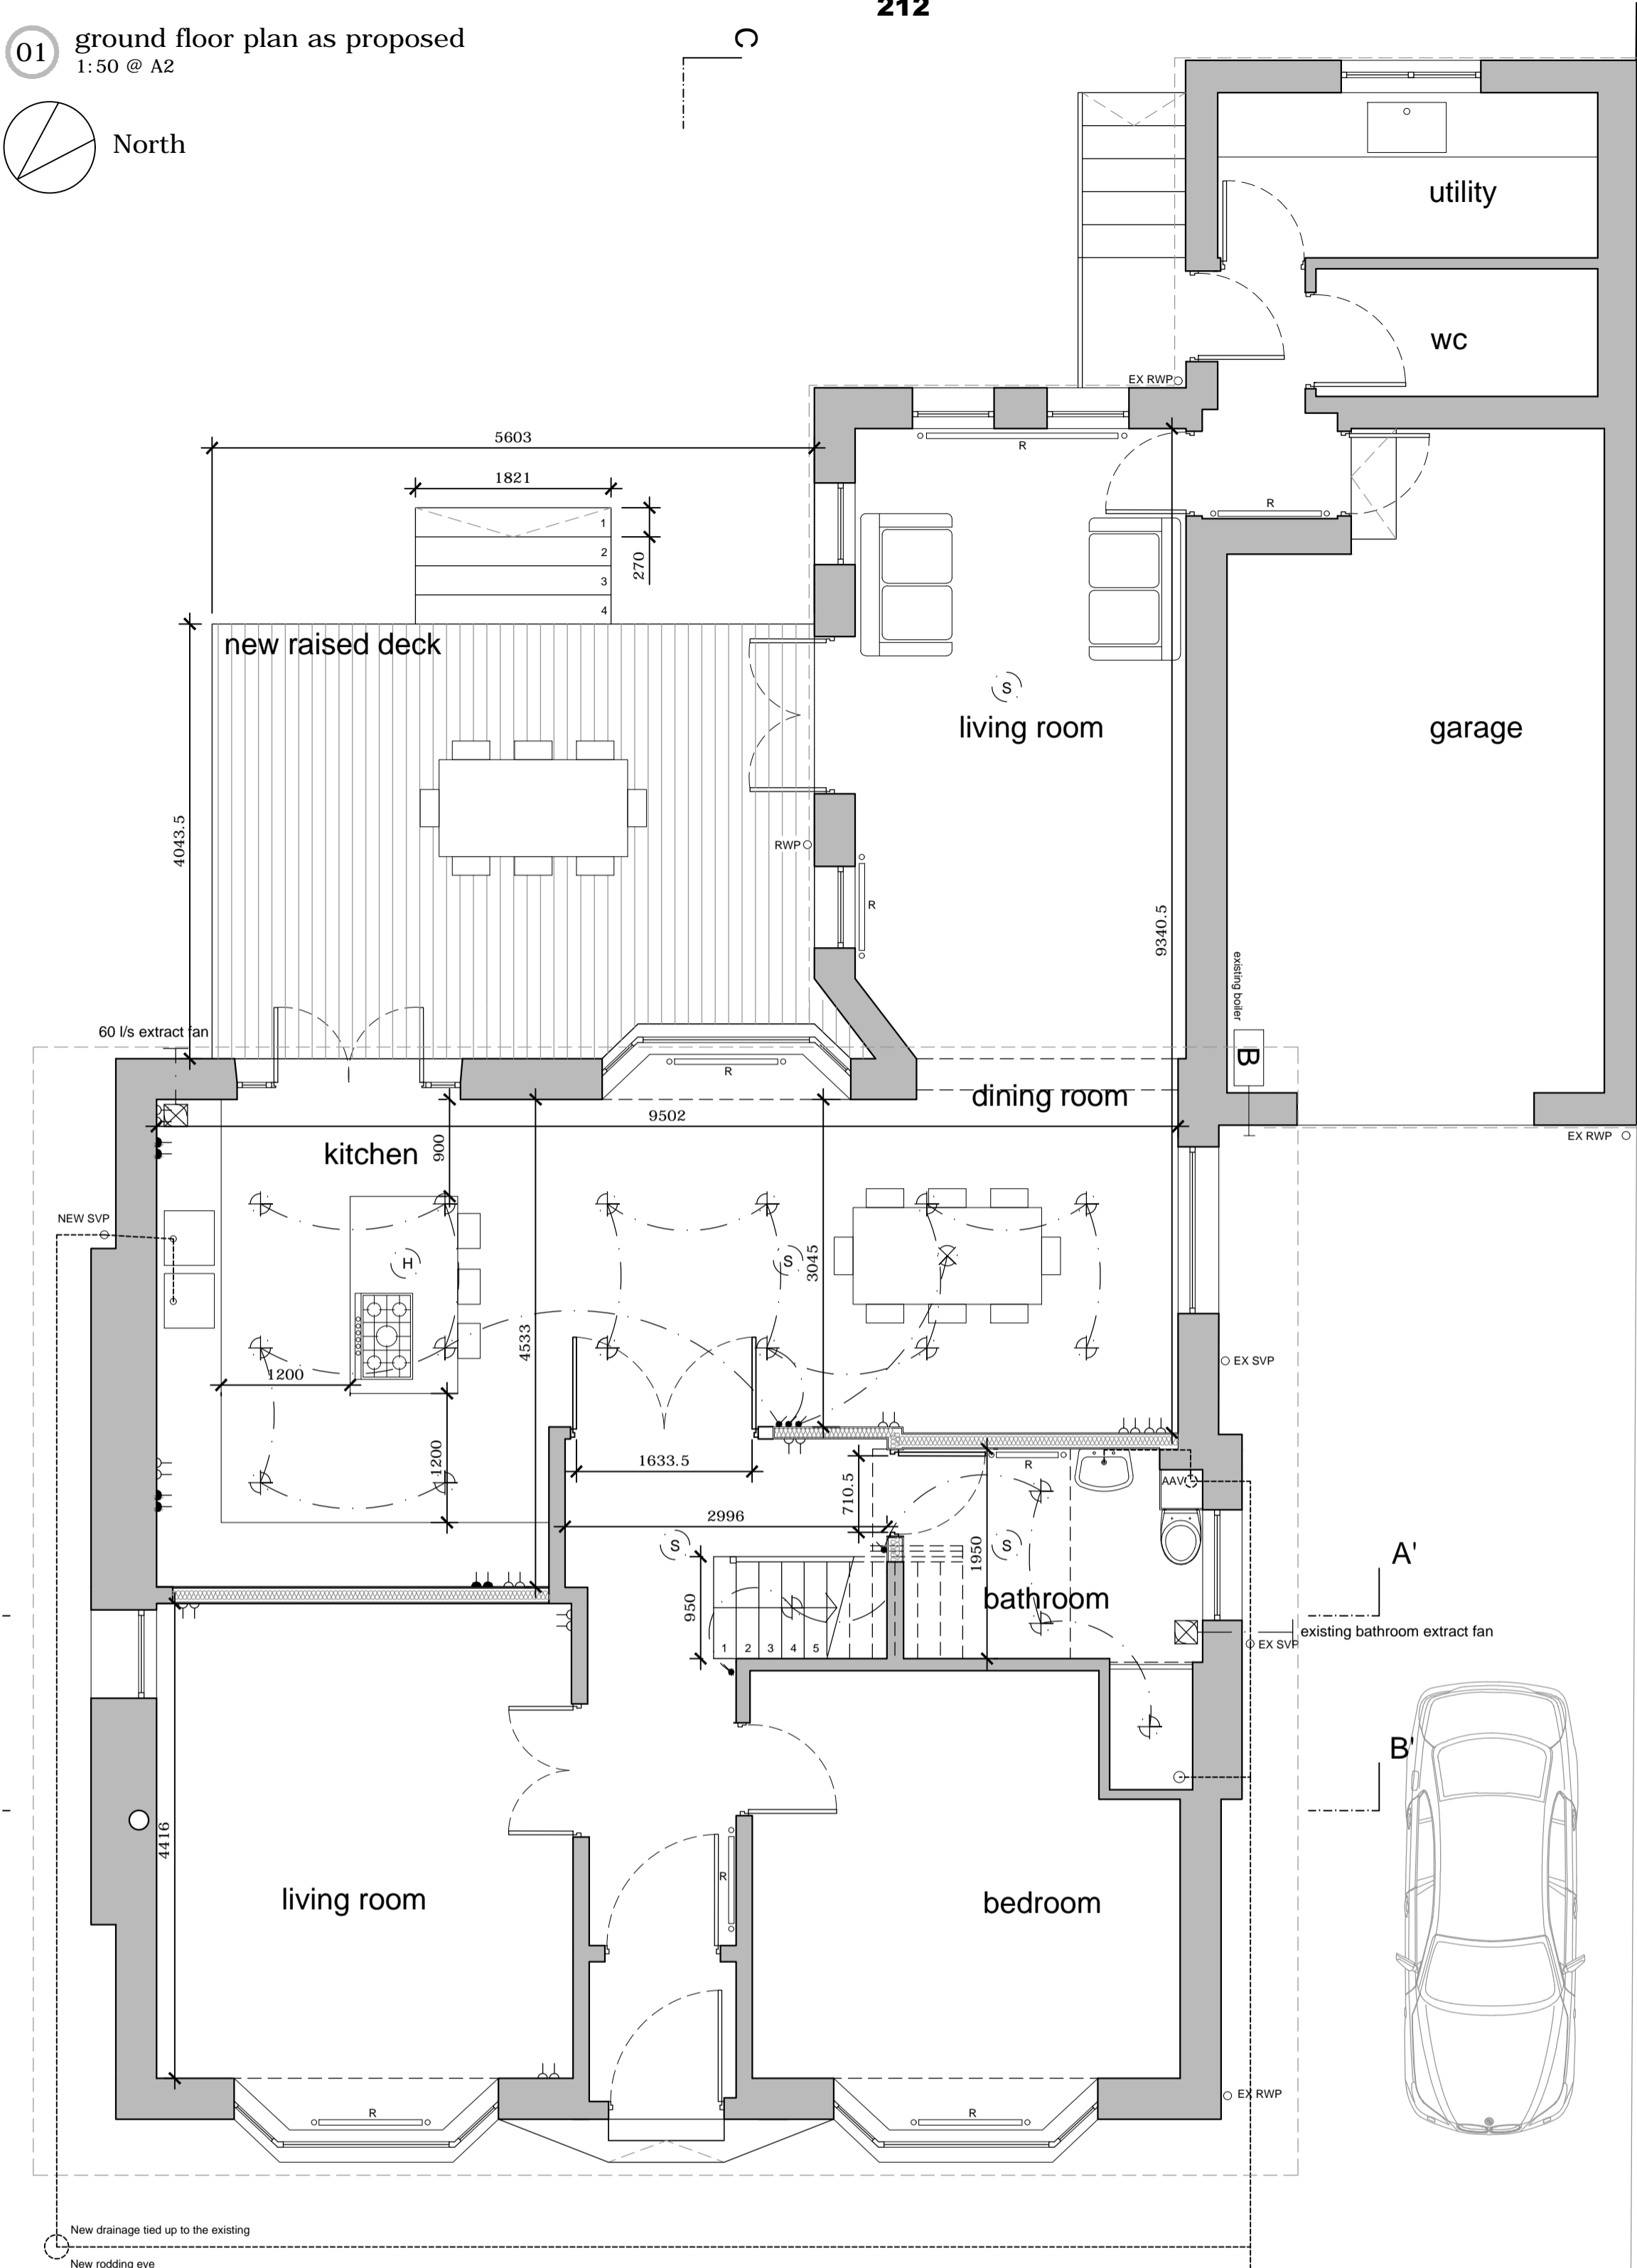 212
01
ground floor plan as proposed
1:50 @ A2
C
North
utility
wc
EX RWP
5603
R
1821
R
1
2
270
3
4
new raised deck
S
living room
garage
4043.5
RWP
R
9340.5
existing boiler
60 l/s extract fan
B
R
dining room
9502
EX RWP
kitchen
900
NEW SVP
H
S
3045
4533
EX SVP
1200
1200
1633.5
R
AAV
710.5
2996
S
1950
S
A'
950
bathroom
1
2
3
4
5
existing bathroom extract fan
EX SVP
B'
4416
R
living room
bedroom
EX RWP
R
R
New drainage tied up to the existing
New rodding eye